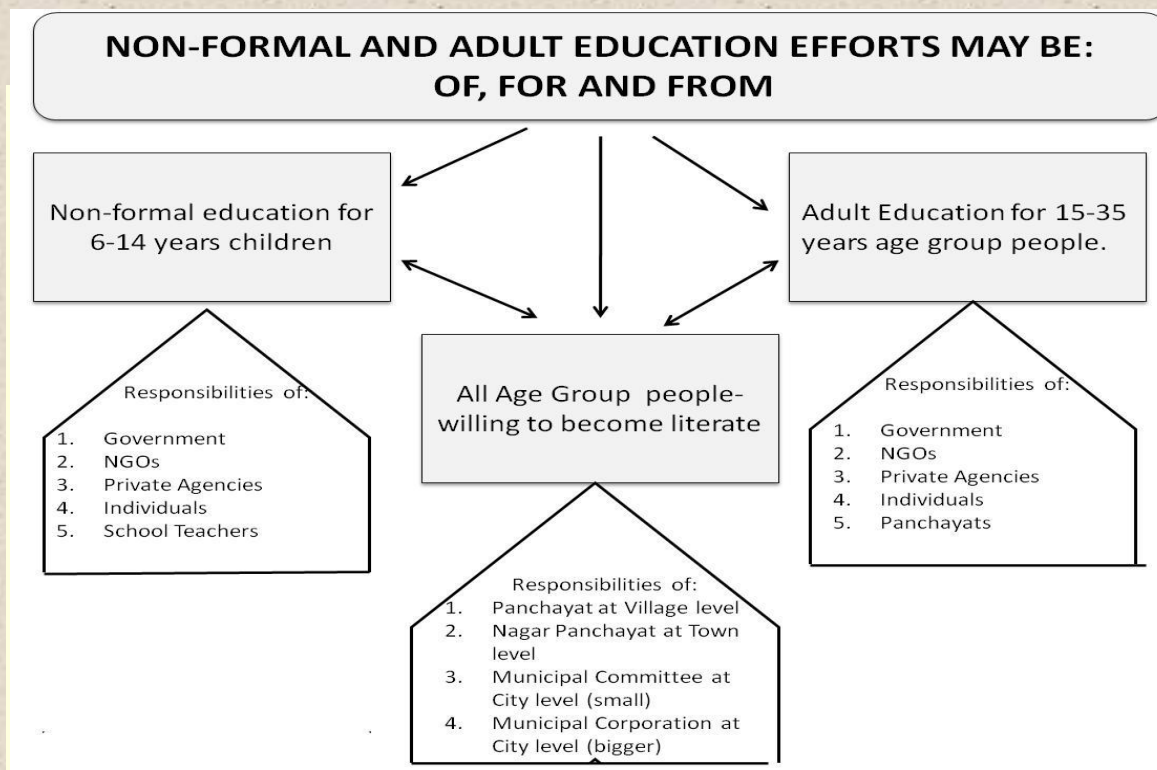 NON-FORMAL AND ADULT EDUCATION EFFORTS MAY BE:
OF, FOR AND FROM
Non-formal education for
6-14 years children
Adult Education for 15-35
years age group people.
All Age Group people-
willing to become literate
Responsibilities of:
1. Government
2. NGOs
3. Private Agencies
4. Individuals
5. School Teachers
Responsibilities of:
1. Panchayat at Village level
2. Nagar Panchayat at Town
level
3. Municipal Committee at
City level (small)
4. Municipal Corporation at
City level (bigger)
Responsibilities of:
1. Government
2. NGOs
3. Private Agencies
4. Individuals
5. Panchayats